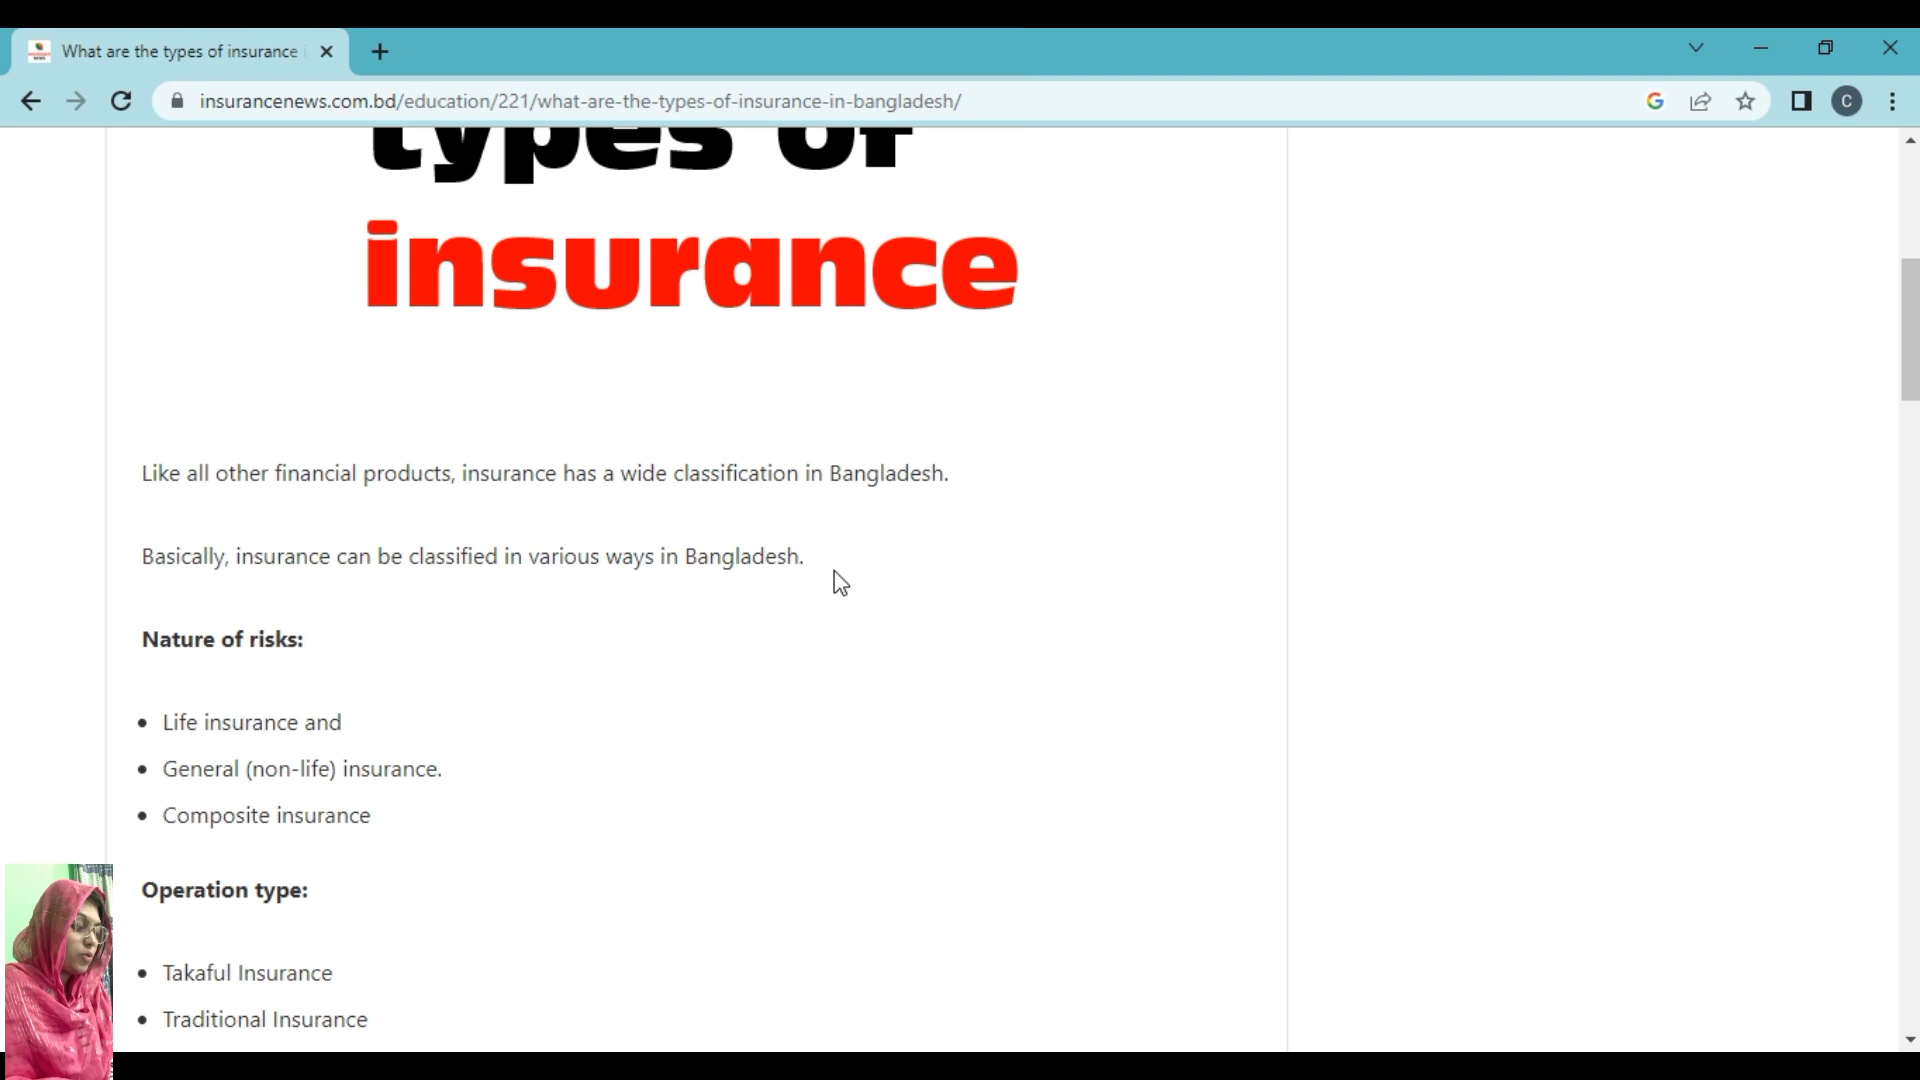 What are the types of insurance
insurancenews.com.bd/education/221/what-are-the-types-of-insurance-in-bangladesh/
C
types of
insurance
Like all other financial products, insurance has a wide classification in Bangladesh.
Basically, insurance can be classified in various ways in Bangladesh.
Nature of risks:
Life insurance and
General (non-life) insurance.
Composite insurance
Operation type:
Takaful Insurance
Traditional Insurance